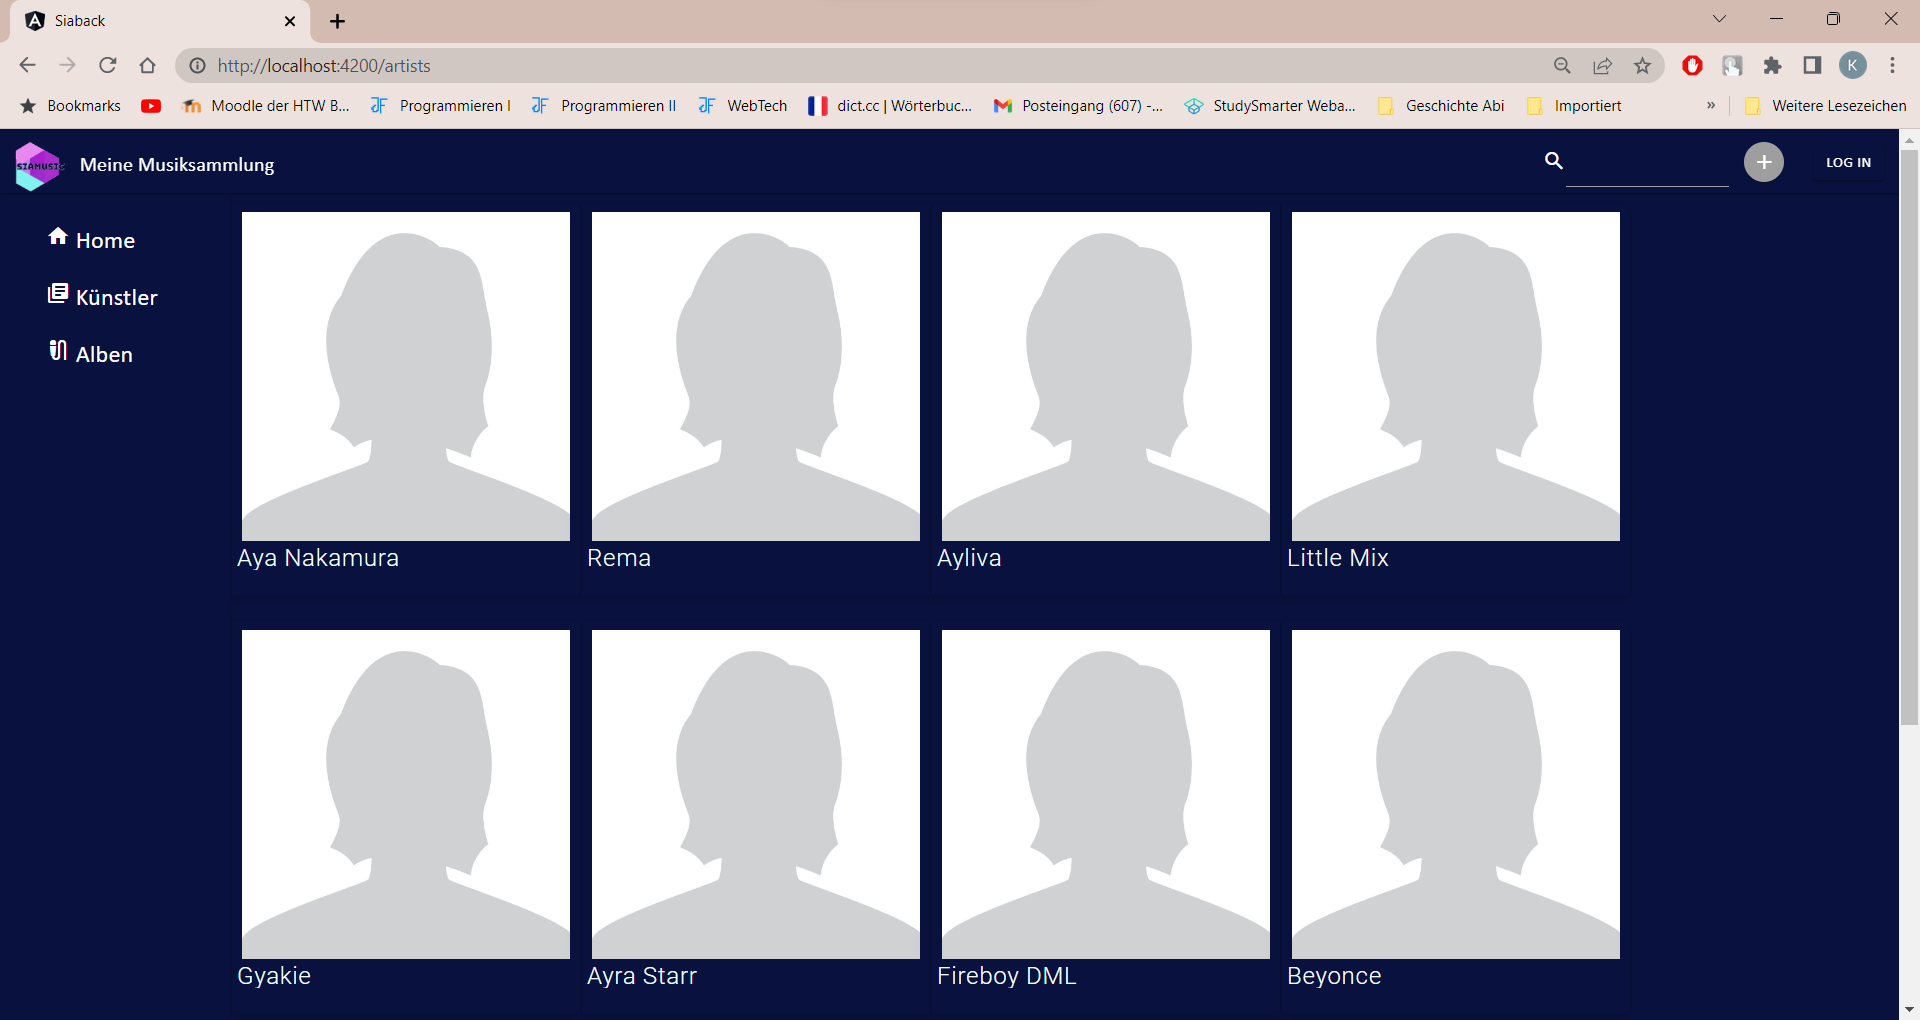 Siaback
http://localhost:4200/artists
K
Bookmarks
Moodle der HTW B...
Programmieren I
Programmieren II
WebTech
dict.cc | Wörterbuc...
Posteingang (607) -...
StudySmarter Weba...
Geschichte Abi
Importiert
»
Weitere Lesezeichen
SIAMUSIC
Meine Musiksammlung
LOG IN
Home
Künstler
Alben
Aya Nakamura
Rema
Ayliva
Little Mix
Gyakie
Ayra Starr
Fireboy DML
Beyonce